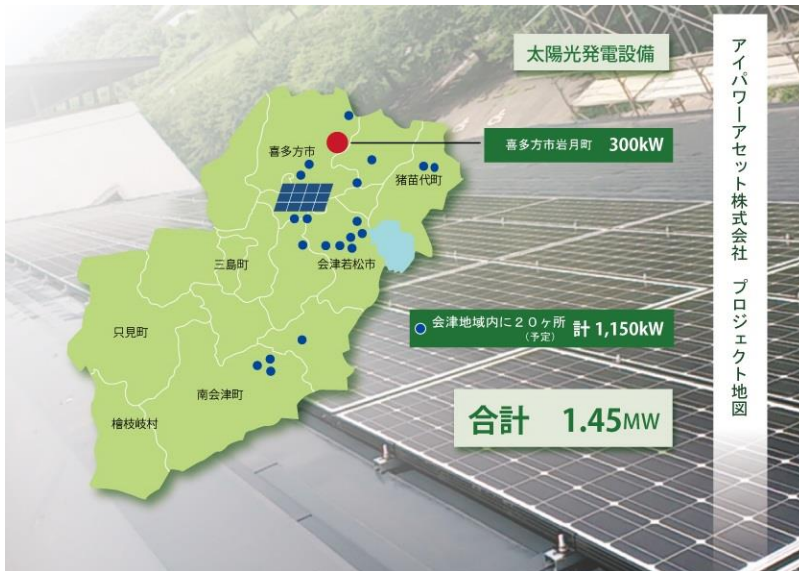 太陽光発電設備
アイパワーアセット株式会社 プロジェクト地図
喜多方市岩月町 300kW
喜多方市
猪苗代町
三島町
会津若松市
只見町
南会津町
檜枝岐村
会津地域内に20ヶ所 計 1,150kW
(予定)
合計 1.45MW